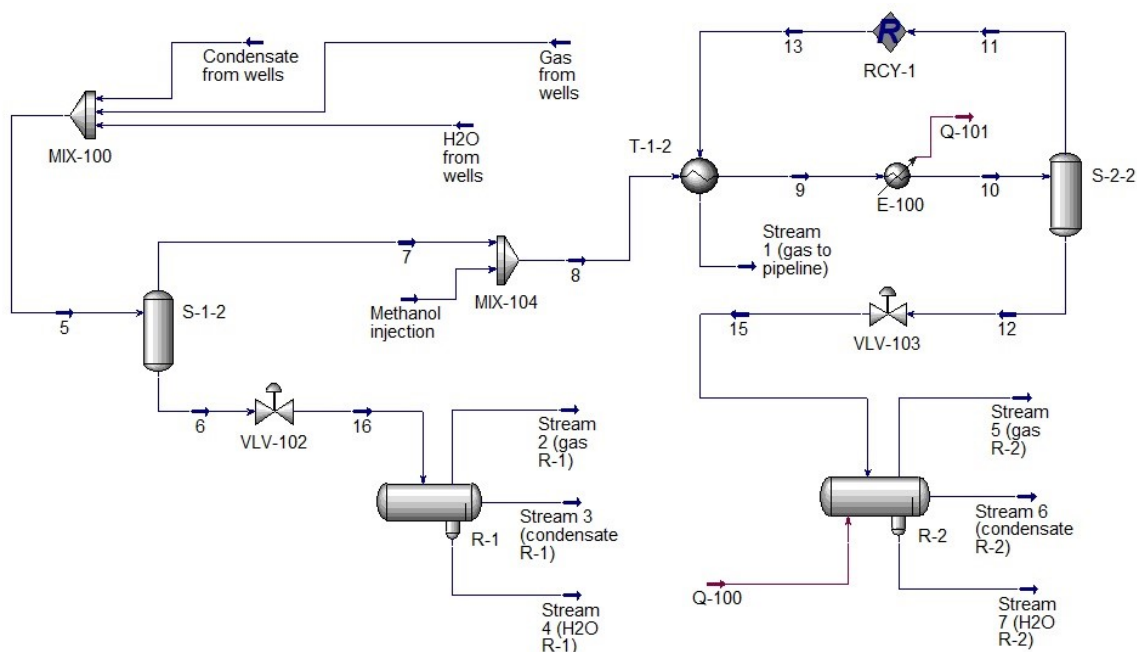 Condensate
from wells
Gas
from
wells
H2O
from
wells
MIX-100
13
R
11
RCY-1
Q-101
T-1-2
9
E-100
10
S-2-2
Stream
1 (gas to
pipeline)
7
8
MIX-104
Methanol
injection
5
S-1-2
6
VLV-102
16
15
VLV-103
12
Stream
2 (gas
R-1)
Stream 3
(condensate
R-1)
R-1
Stream
4 (H2O
R-1)
Stream
5 (gas
R-2)
Stream 6
(condensate
R-2)
R-2
Q-100
Stream
7 (H2O
R-2)